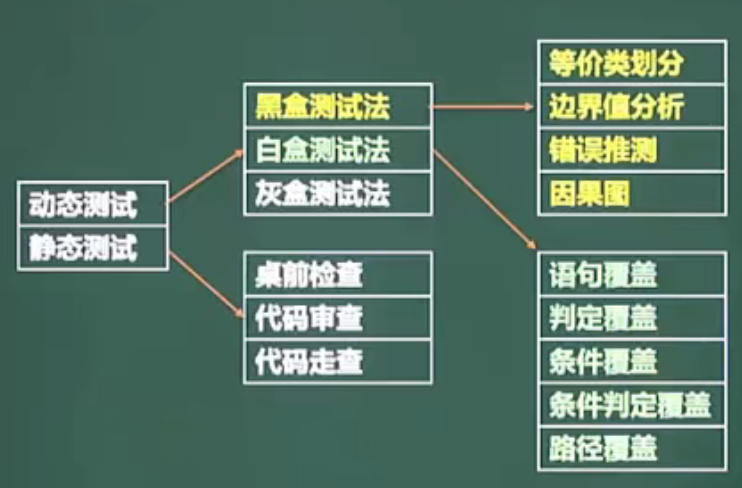 动态测试
静态测试
黑盒测试法
白盒测试法
灰盒测试法
桌前检查
代码审查
代码走查
等价类划分
边界值分析
错误推测
因果图
语句覆盖
判定覆盖
条件覆盖
条件判定覆盖
路径覆盖